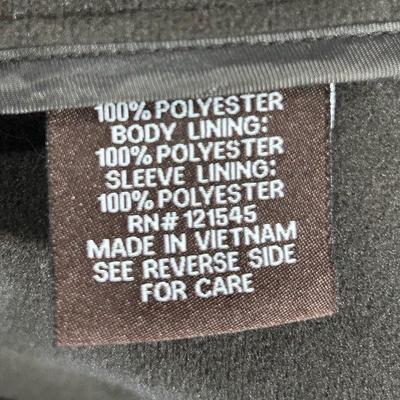 100% POLYESTER
BODY LINING:
100% POLYESTER
SLEEVE LINING:
100% POLYESTER
RN# 121545
MADE IN VIETNAM
SEE REVERSE SIDE
FOR CARE